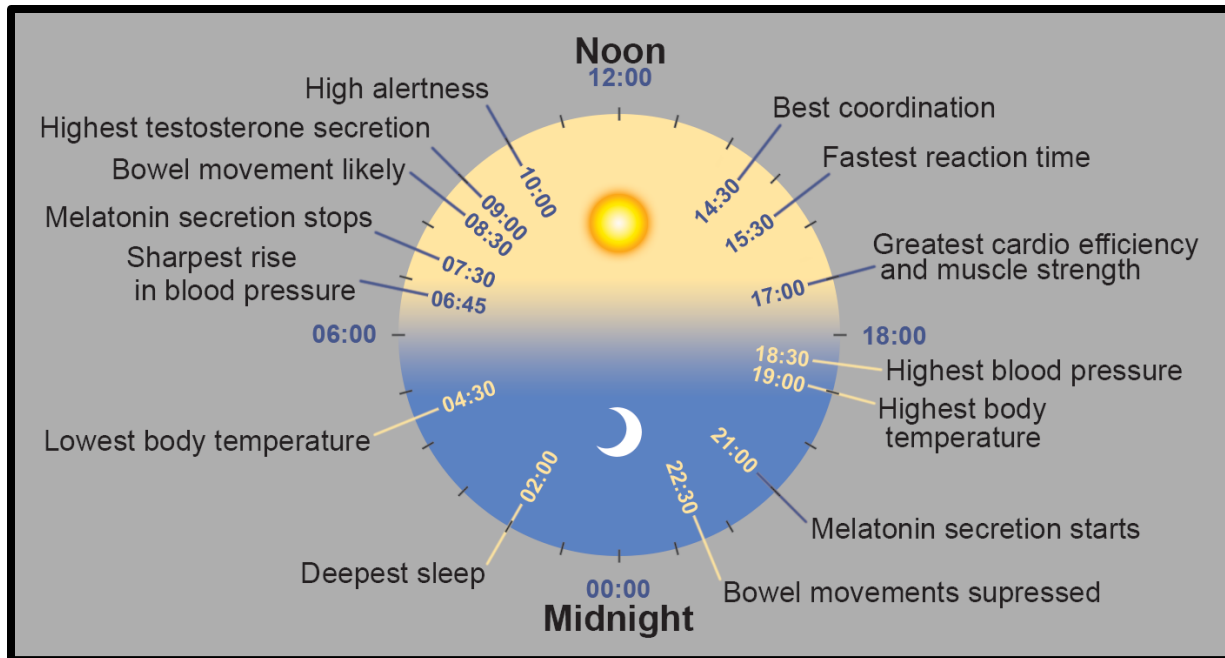 Noon
12:00
High alertness
10:00
Highest testosterone secretion
09:00
Bowel movement likely
08:30
Melatonin secretion stops
07:30
Sharpest rise
in blood pressure
06:45
06:00
Best coordination
14:30
Fastest reaction time
15:30
Greatest cardio efficiency
and muscle strength
17:00
18:00
18:30
Highest blood pressure
19:00
Highest body
temperature
21:00
Melatonin secretion starts
22:30
Bowel movements supressed
04:30
Lowest body temperature
02:00
Deepest sleep
00:00
Midnight